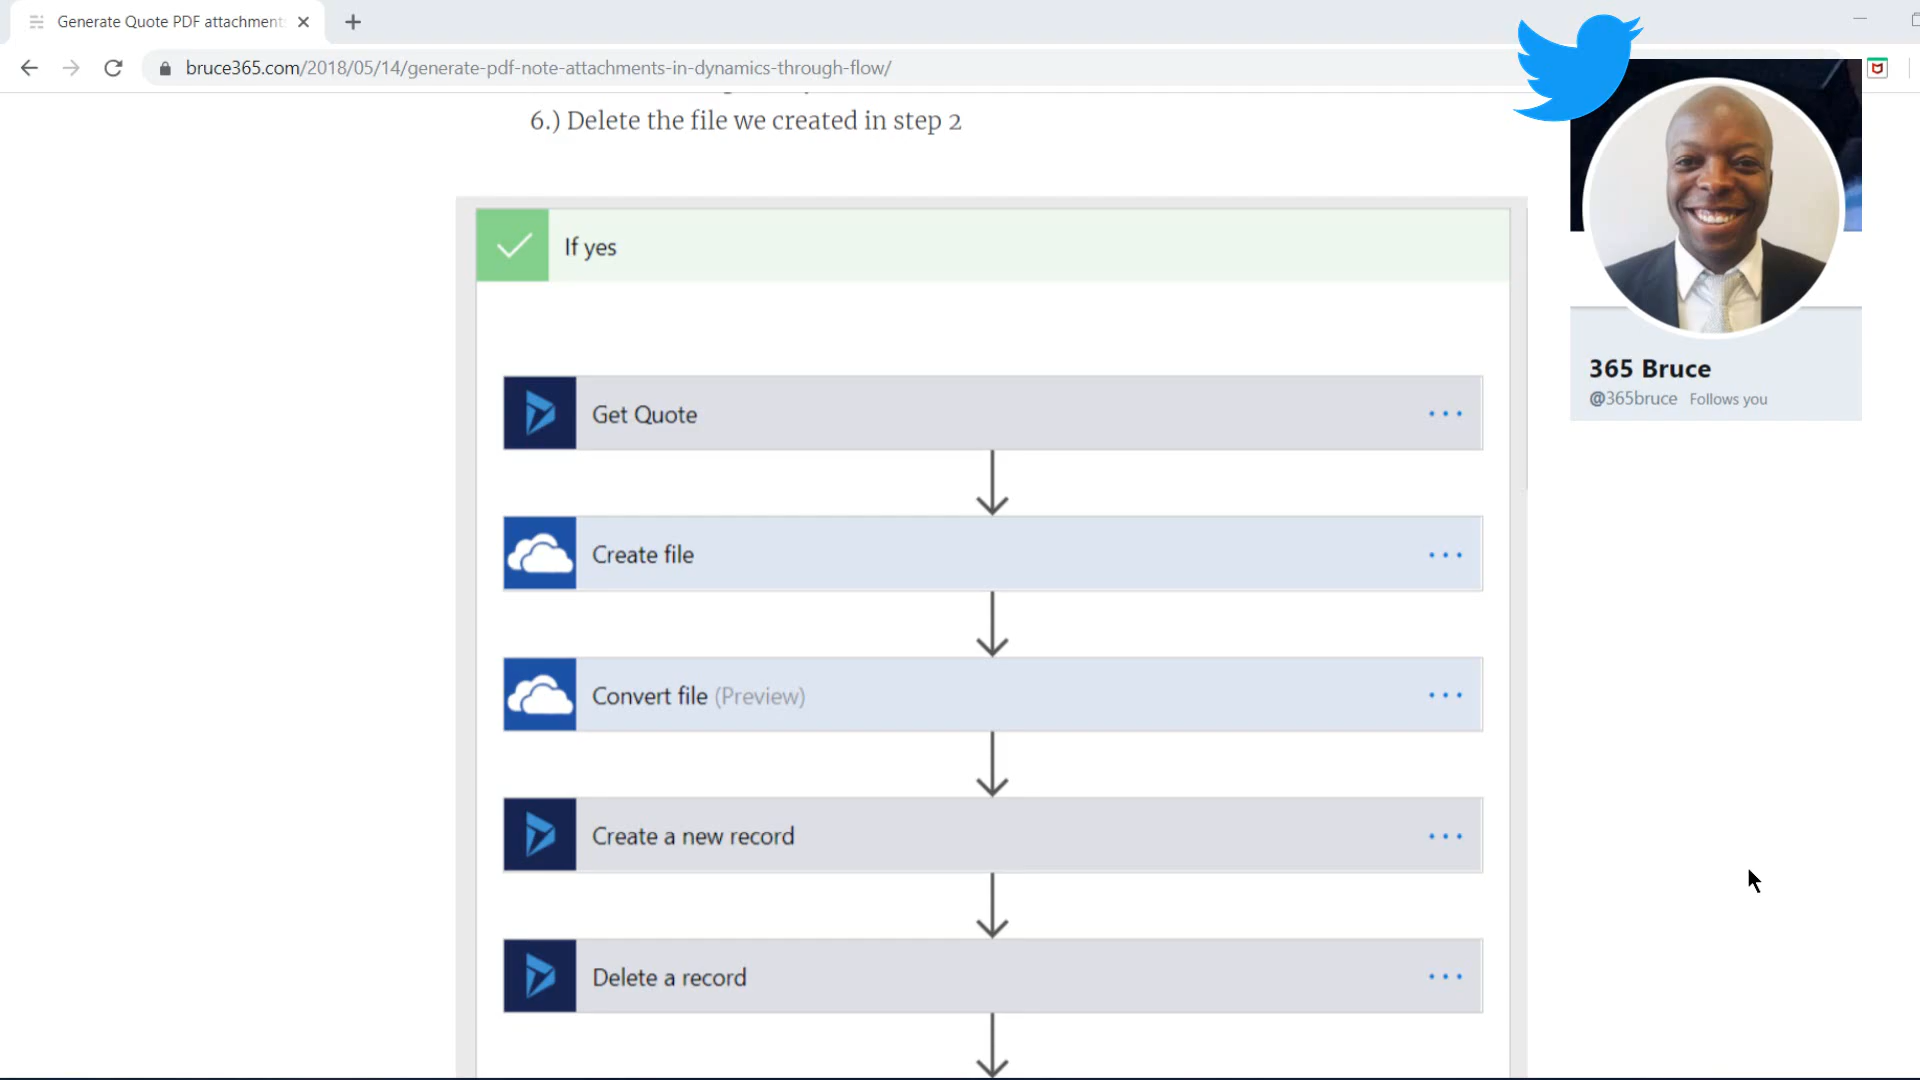 Generate Quote PDF attachment
bruce365.com/2018/05/14/generate-pdf-note-attachments-in-dynamics-through-flow/
6.) Delete the file we created in step 2
If yes
Get Quote
Create file
Convert file (Preview)
Create a new record
Delete a record
365 Bruce
@365bruce Follows you